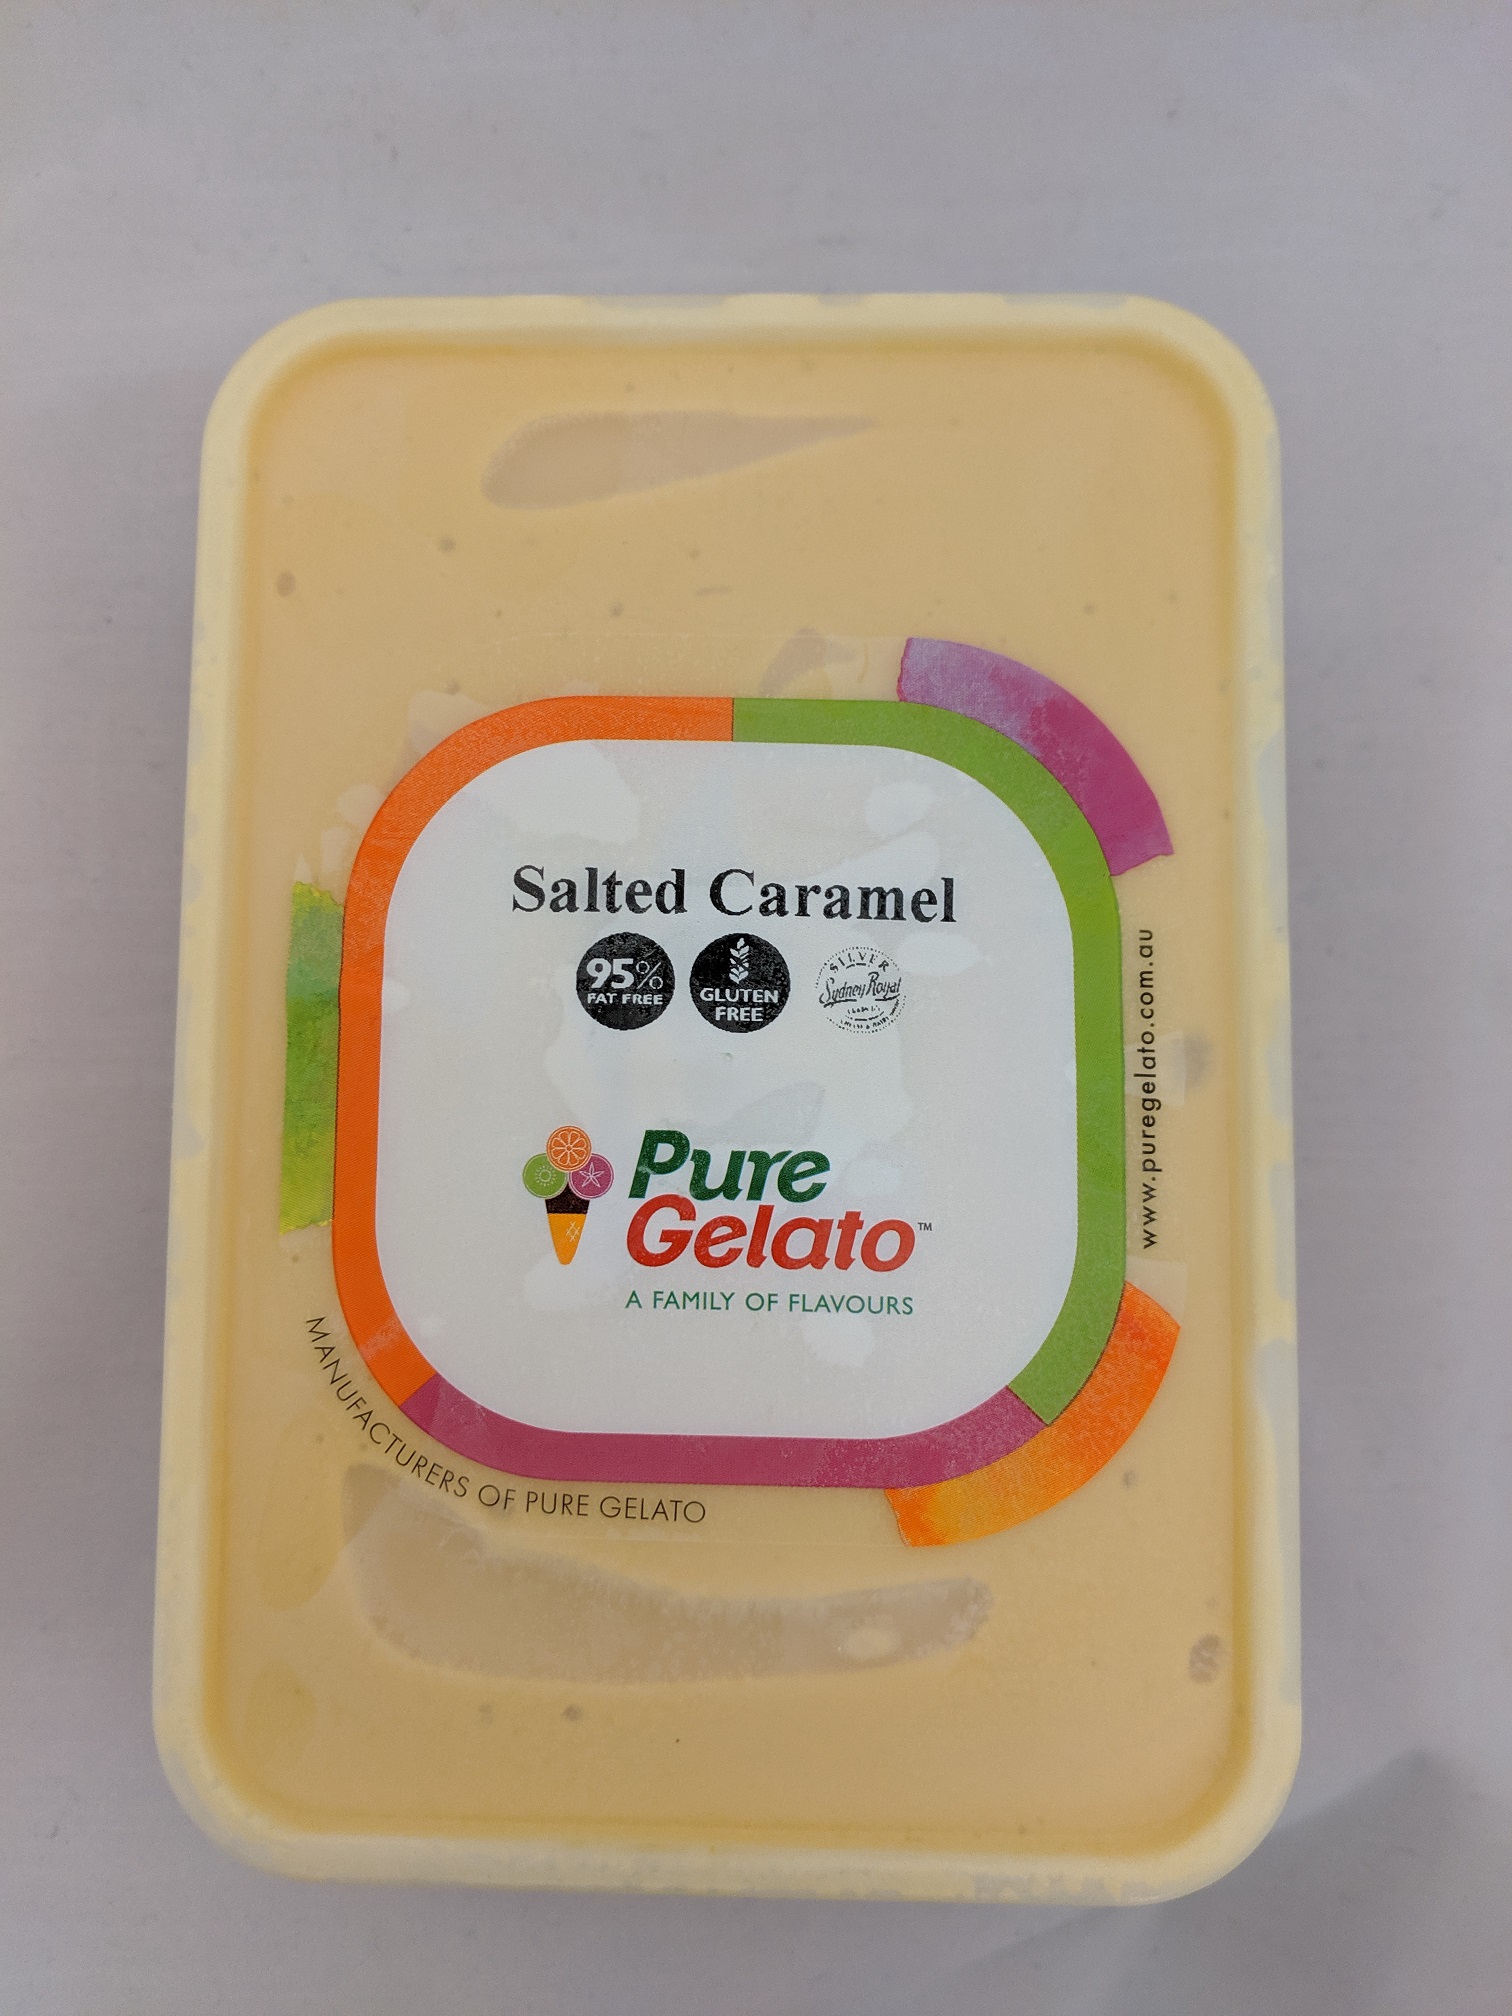 Salted Caramel
95%
FAT FREE
GLUTEN
FREE
SILVER
Sydney Royal
Pure
Gelato™
A FAMILY OF FLAVOURS
www.puregelato.com.au
MANUFACTURERS OF PURE GELATO